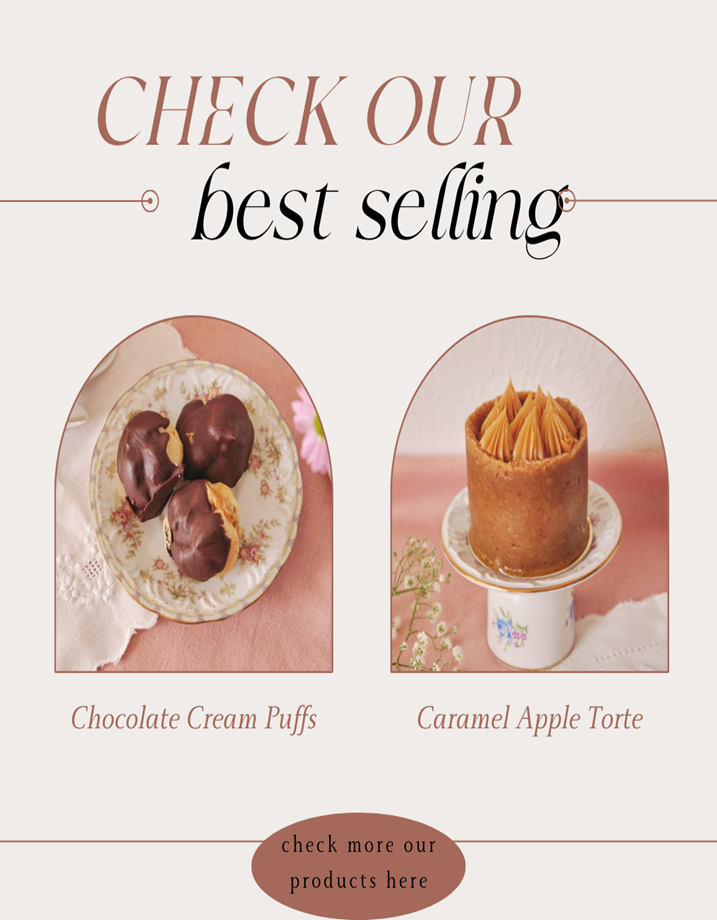 CHECK OUR
best selling
Chocolate Cream Puffs
Caramel Apple Torte
check more our
products here